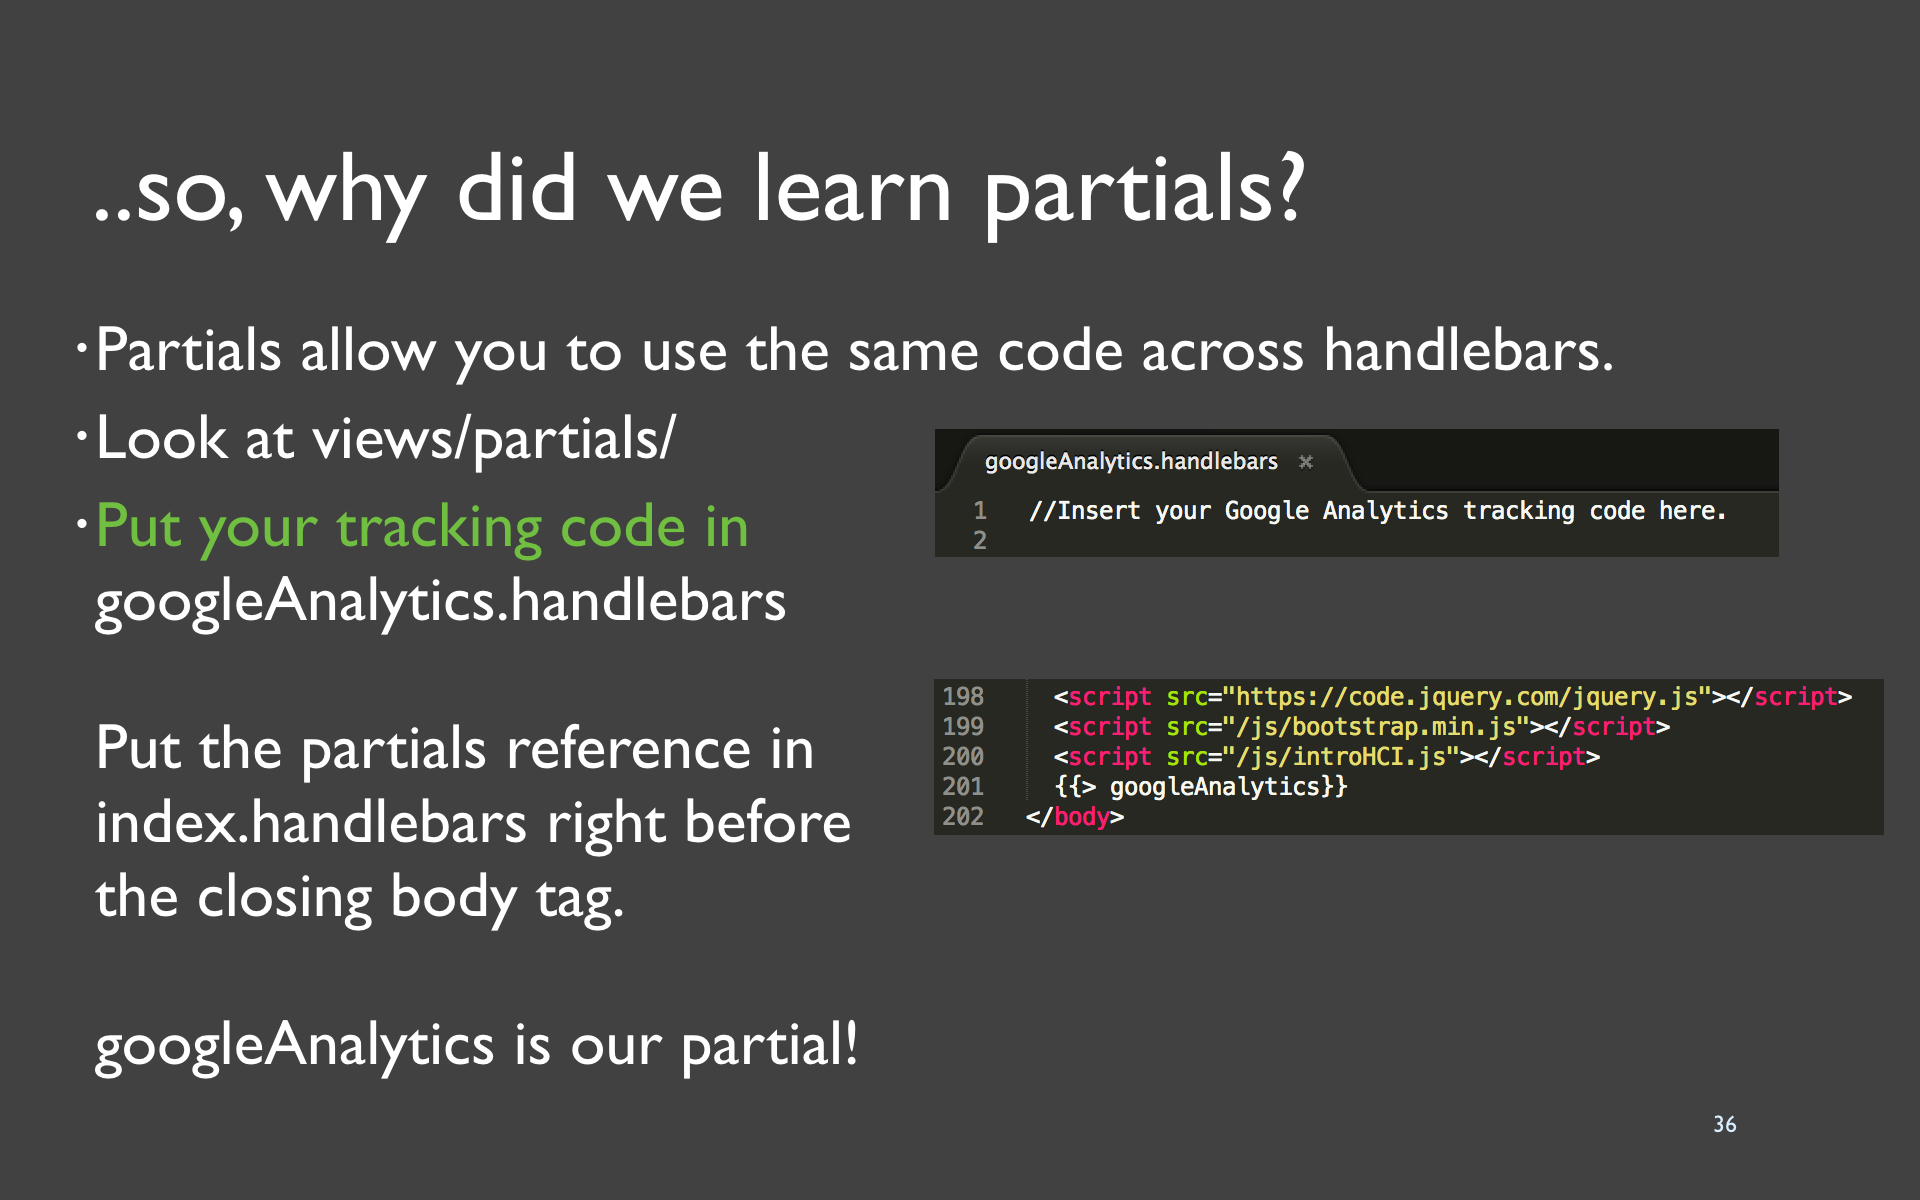 ..so, why did we learn partials?
· Partials allow you to use the same code across handlebars.
· Look at views/partials/
· Put your tracking code in
googleAnalytics.handlebars
Put the partials reference in
index.handlebars right before
the closing body tag.
googleAnalytics is our partial!
googleAnalytics.handlebars ×
1 //Insert your Google Analytics tracking code here.
2
198 <script src="https://code.jquery.com/jquery.js"></script>
199 <script src="/js/bootstrap.min.js"></script>
200 <script src="/js/introHCI.js"></script>
201 {{> googleAnalytics}}
202 </body>
36